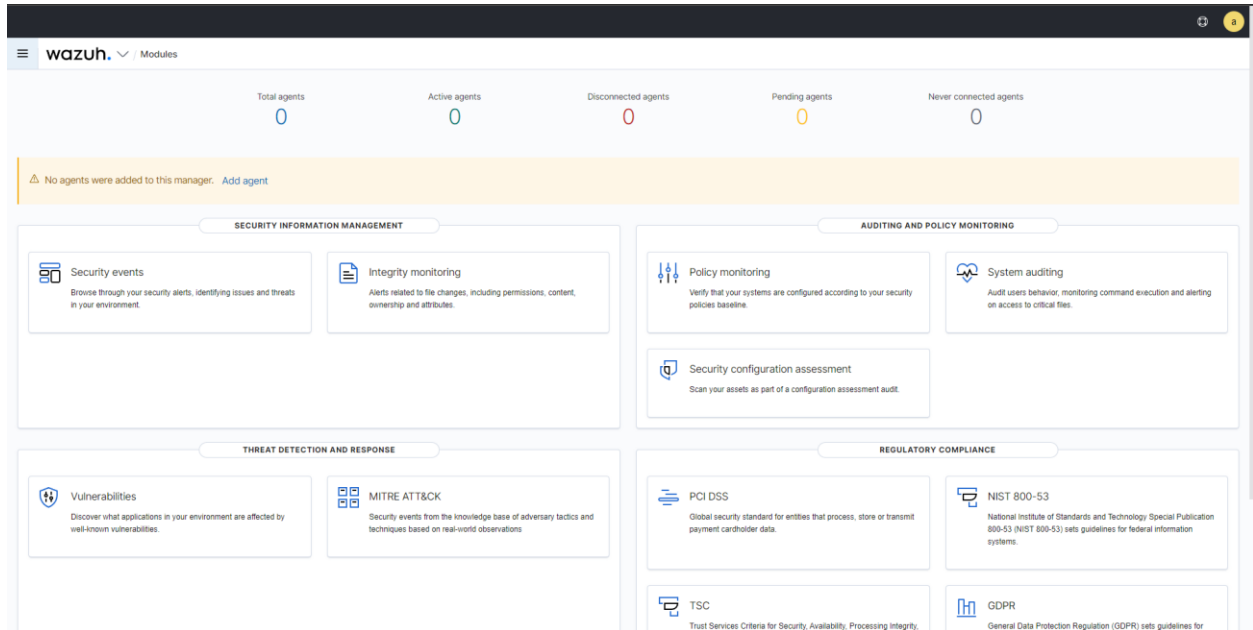 a
wazuh. / Modules
Total agents
0
Active agents
0
Disconnected agents
0
Pending agents
0
Never connected agents
0
No agents were added to this manager. Add agent
SECURITY INFORMATION MANAGEMENT
Security events
Browse through your security alerts, identifying issues and threats
in your environment.
Integrity monitoring
Alerts related to file changes, including permissions, content,
ownership and attributes.
AUDITING AND POLICY MONITORING
Policy monitoring
Verify that your systems are configured according to your security
policies baseline.
System auditing
Audit users behavior, monitoring command execution and alerting
on access to critical files.
Security configuration assessment
Scan your assets as part of a configuration assessment audit.
THREAT DETECTION AND RESPONSE
Vulnerabilities
Discover what applications in your environment are affected by
well-known vulnerabilities.
MITRE ATT&CK
Security events from the knowledge base of adversary tactics and
techniques based on real-world observations
REGULATORY COMPLIANCE
PCI DSS
Global security standard for entities that process, store or transmit
payment cardholder data.
NIST 800-53
National Institute of Standards and Technology Special Publication
800-53 (NIST 800-53) sets guidelines for federal information
systems.
TSC
Trust Services Criteria for Security, Availability, Processing Integrity,
GDPR
General Data Protection Regulation (GDPR) sets guidelines for